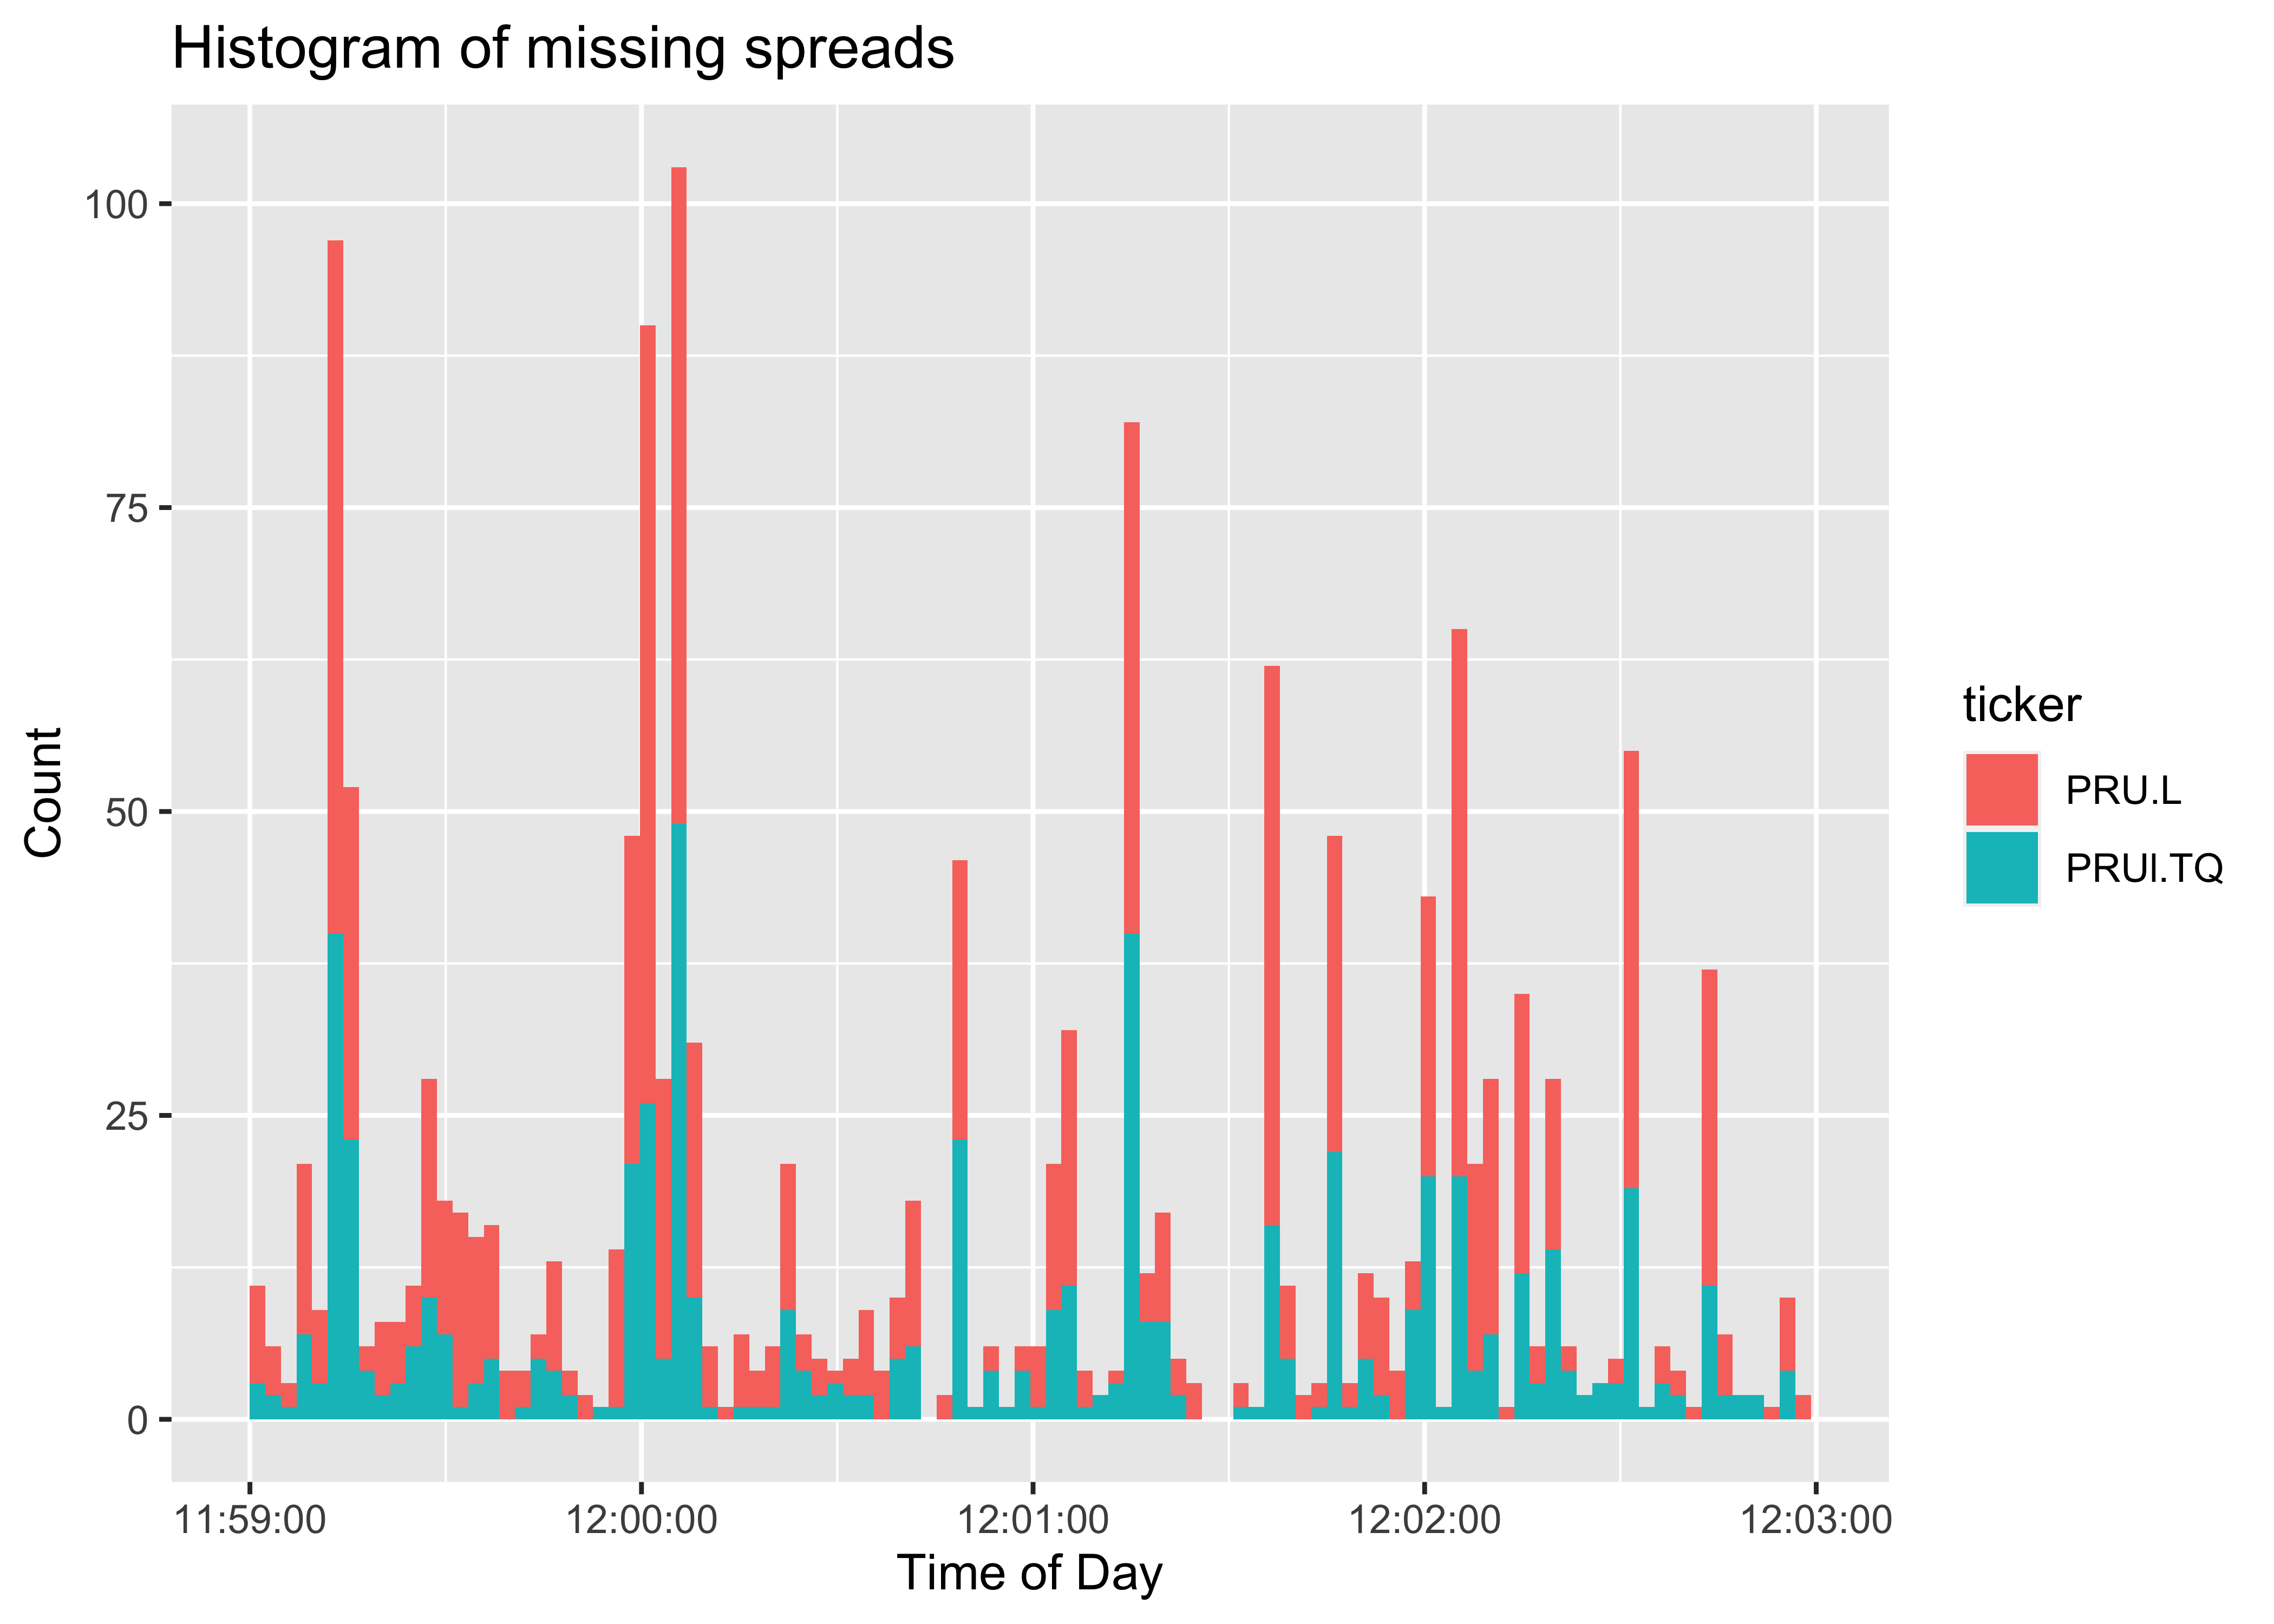 Histogram of missing spreads
100
75
50
25
0
Count
11:59:00 12:00:00 12:01:00 12:02:00 12:03:00
Time of Day
ticker
PRU.L
PRUl.TQ